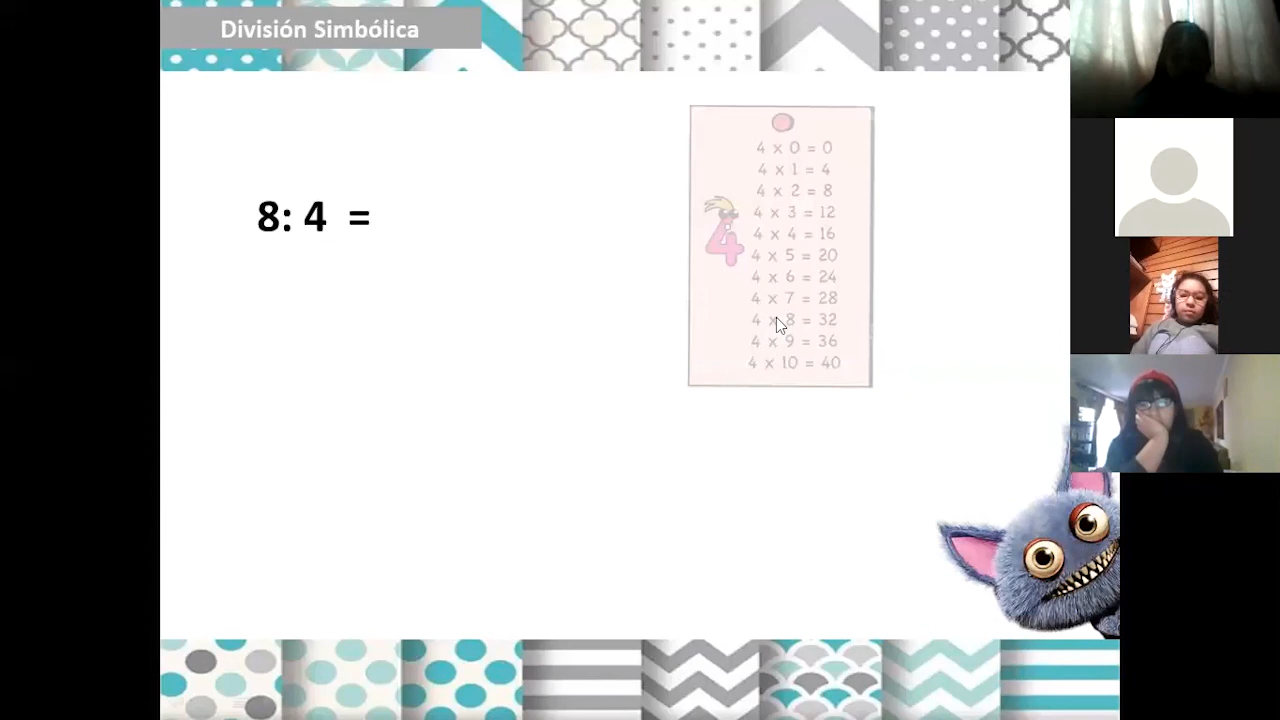 División Simbólica
8: 4 =
4 x 0 = 0
4 x 1 = 4
4 x 2 = 8
4 x 3 = 12
4 x 4 = 16
4 x 5 = 20
4 x 6 = 24
4 x 7 = 28
4 x 8 = 32
4 x 9 = 36
4 x 10 = 40
4